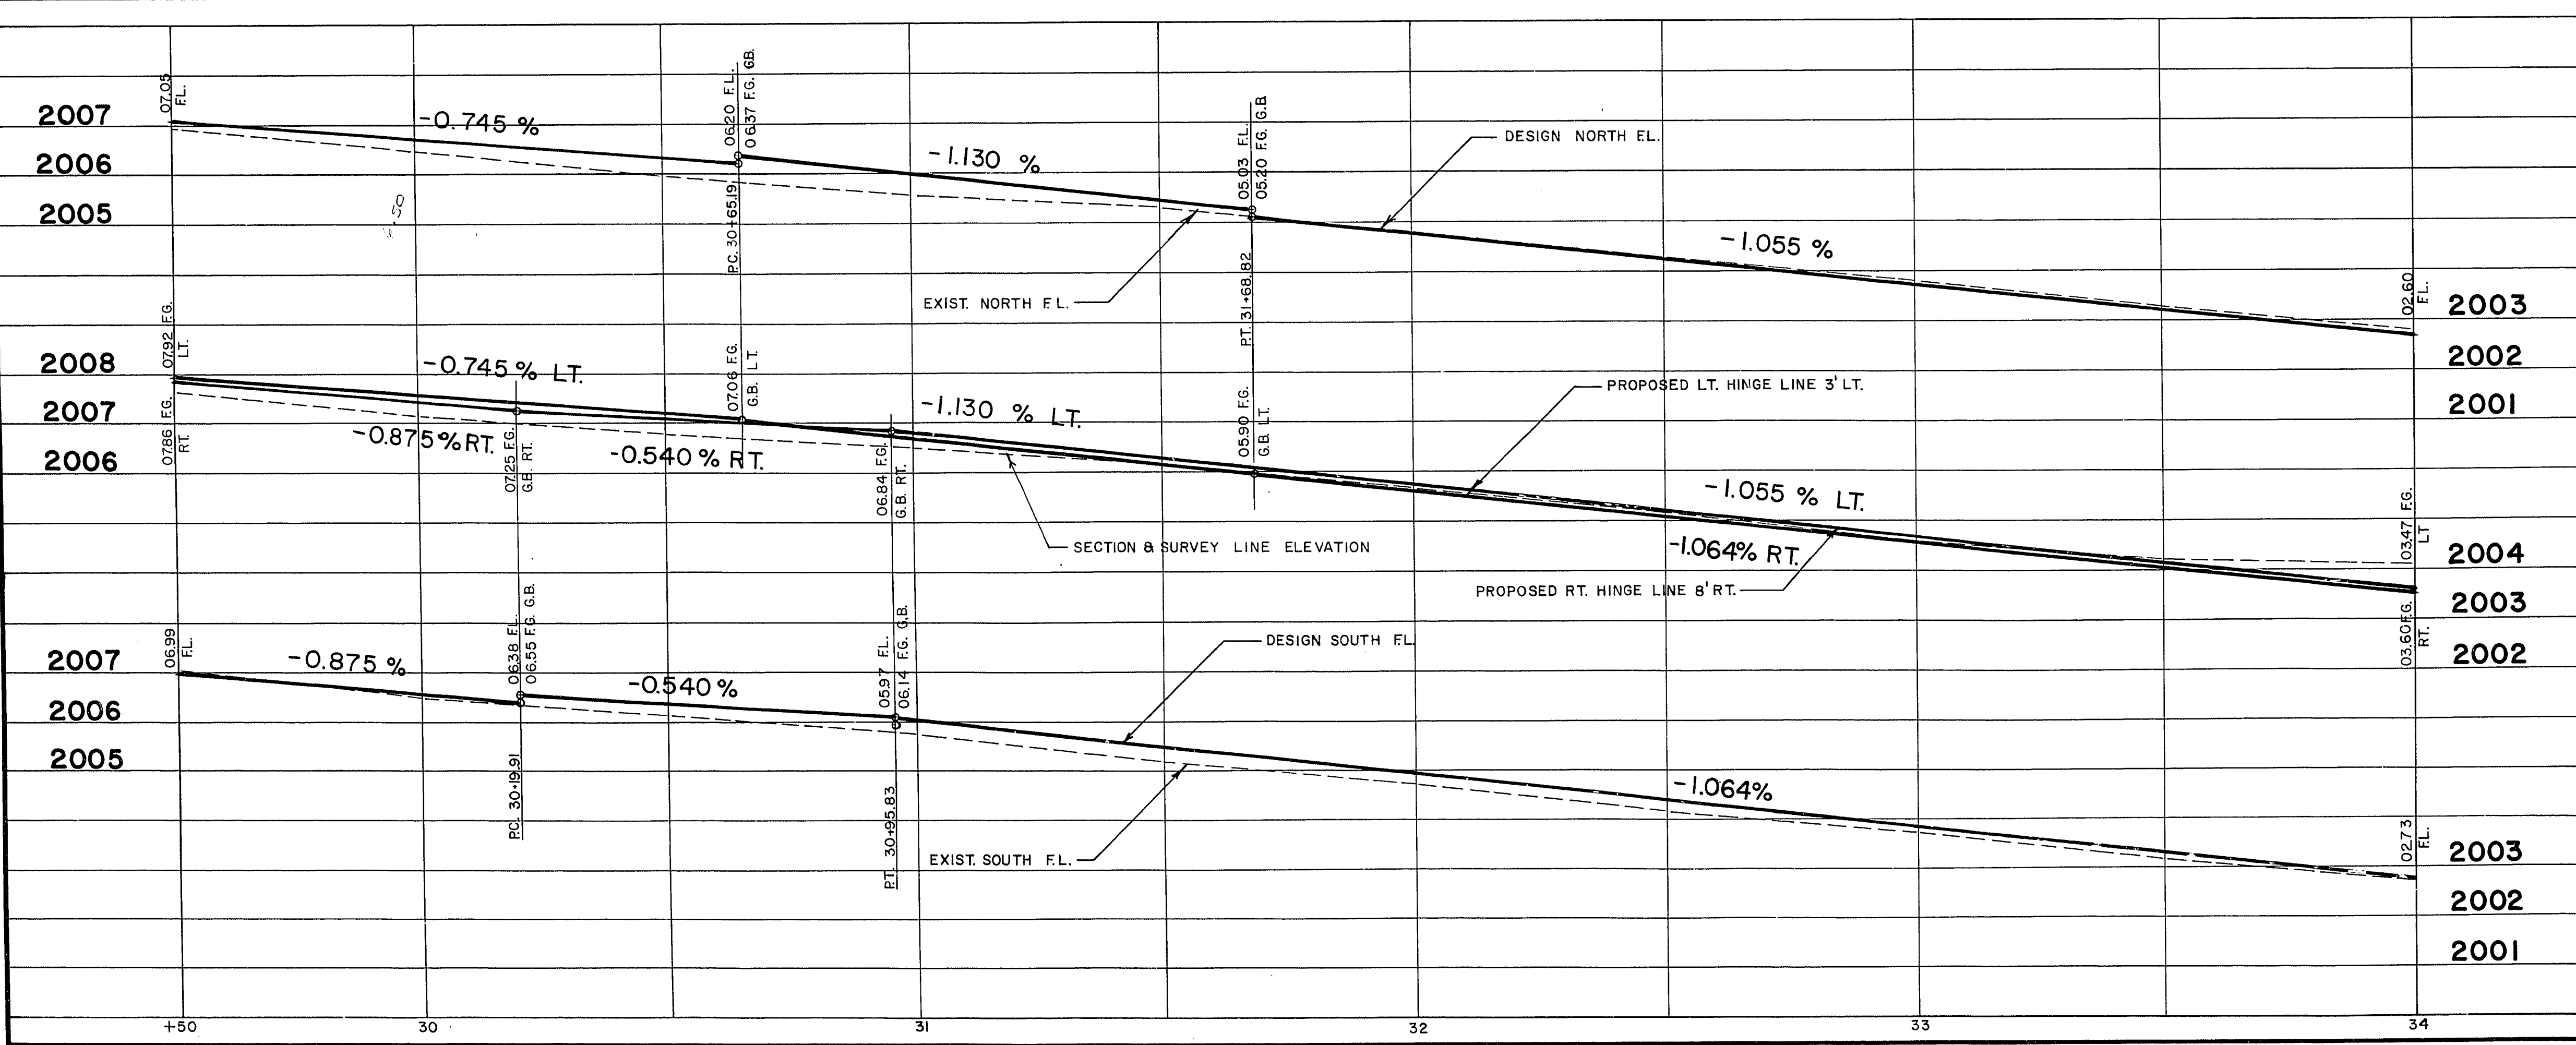 07.05
F.L.
2007
-0.745 %
06.20 F.L.
06.37 F.G. G.B.
2006
-1.130 %
05.03 F.L.
05.20 F.G. G.B.
DESIGN NORTH F.L.
2005
P.C. 30+65.19
-1.055 %
EXIST. NORTH F.L.
P.T. 31+68.82
02.60
F.L.
2003
2002
2001
07.92 F.G.
LT.
2008
-0.745 % LT.
07.06 F.G.
G.B. LT.
PROPOSED LT. HINGE LINE 3' LT.
2007
-1.130 % LT.
05.90 F.G.
G.B. LT.
07.86 F.G.
RT.
-0.875% RT.
07.25 F.G.
G.B. RT.
-0.540 % RT.
2006
06.84 F.G.
G.B. RT.
-1.055 % LT.
03.47 F.G.
LT
SECTION & SURVEY LINE ELEVATION
-1.064% RT.
2004
PROPOSED RT. HINGE LINE 8' RT.
2003
03.60 F.G.
RT.
2002
06.99
F.L.
2007
-0.875 %
06.38 F.L.
06.55 F.G. G.B.
-0.540 %
05.97 F.L.
06.14 F.G. G.B.
DESIGN SOUTH F.L.
2006
2005
P.C. 30+19.91
P.T. 30+95.83
-1.064%
EXIST. SOUTH F.L.
02.73
F.L.
2003
2002
2001
+50 30 31 32 33 34